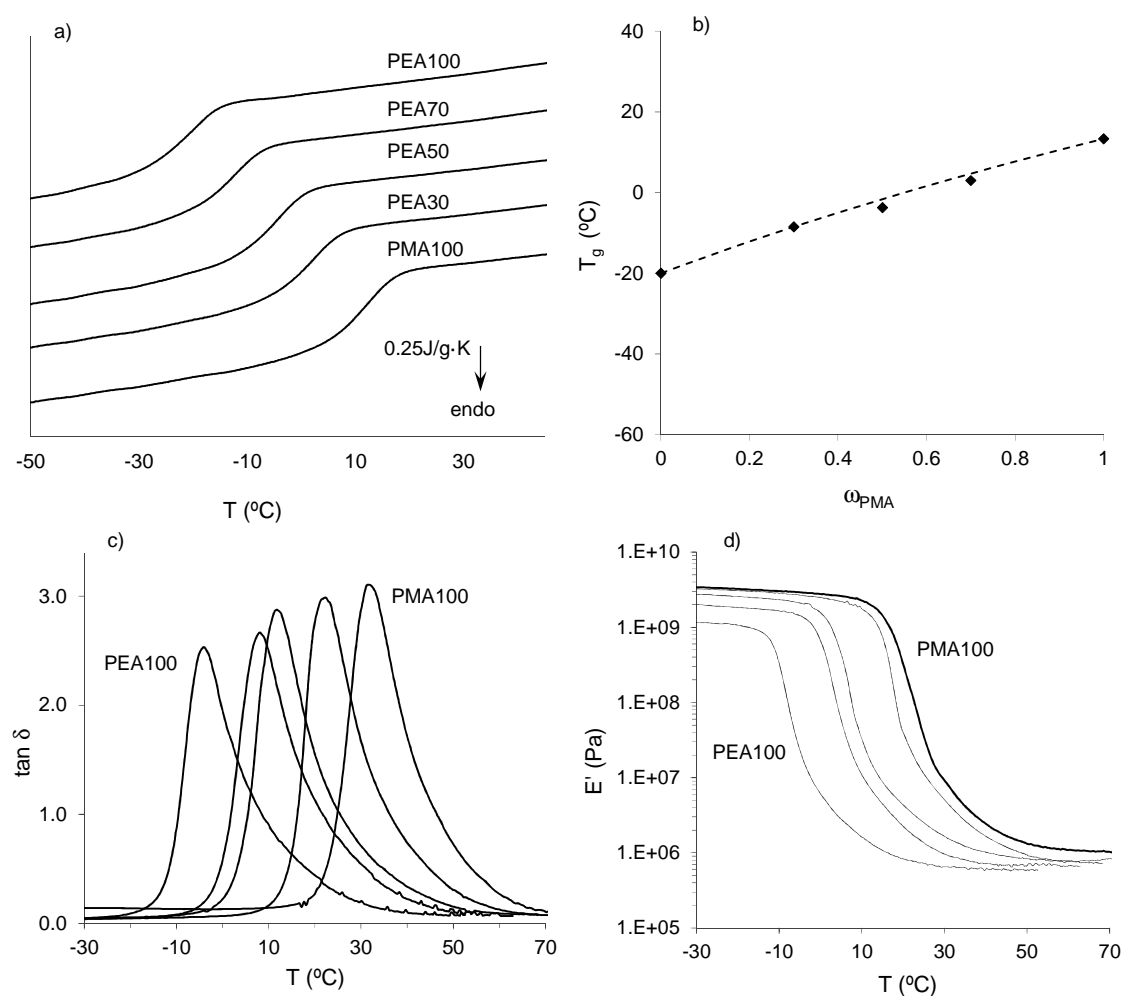 a)
PEA100
PEA70
PEA50
PEA30
PMA100
0.25J/g·K
endo
-50 -30 -10 10 30
T (ºC)
b)
40
20
0
-20
-40
-60
Tg (ºC)
0 0.2 0.4 0.6 0.8 1
ωPMA
c)
3.0
2.0
1.0
0.0
tan δ
PEA100
PMA100
-30 -10 10 30 50 70
T (ºC)
d)
1.E+10
1.E+09
1.E+08
1.E+07
1.E+06
1.E+05
E' (Pa)
PMA100
PEA100
-30 -10 10 30 50 70
T (ºC)